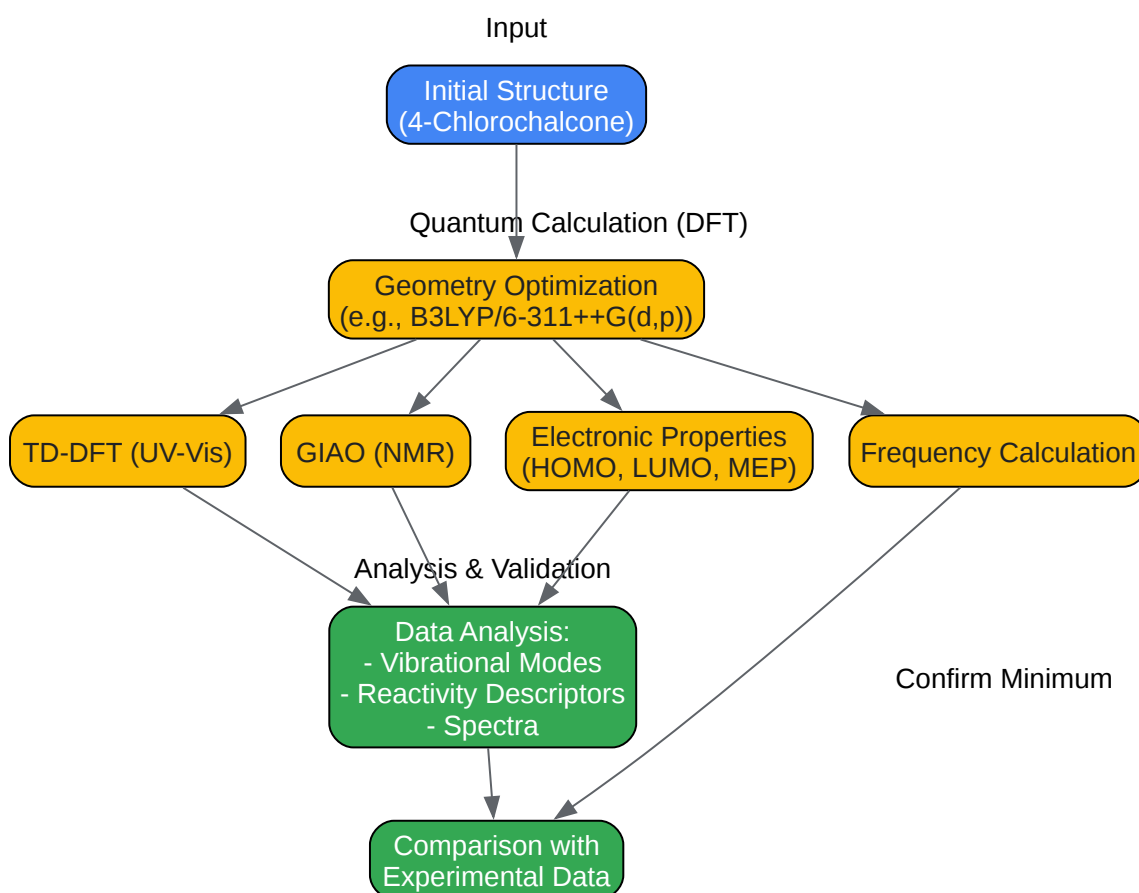 Input
Initial Structure
(4-Chlorochalcone)
Quantum Calculation (DFT)
Geometry Optimization
(e.g., B3LYP/6-311++G(d,p))
TD-DFT (UV-Vis)
GIAO (NMR)
Electronic Properties
(HOMO, LUMO, MEP)
Frequency Calculation
Analysis & Validation
Data Analysis:
- Vibrational Modes
- Reactivity Descriptors
- Spectra
Confirm Minimum
Comparison with
Experimental Data